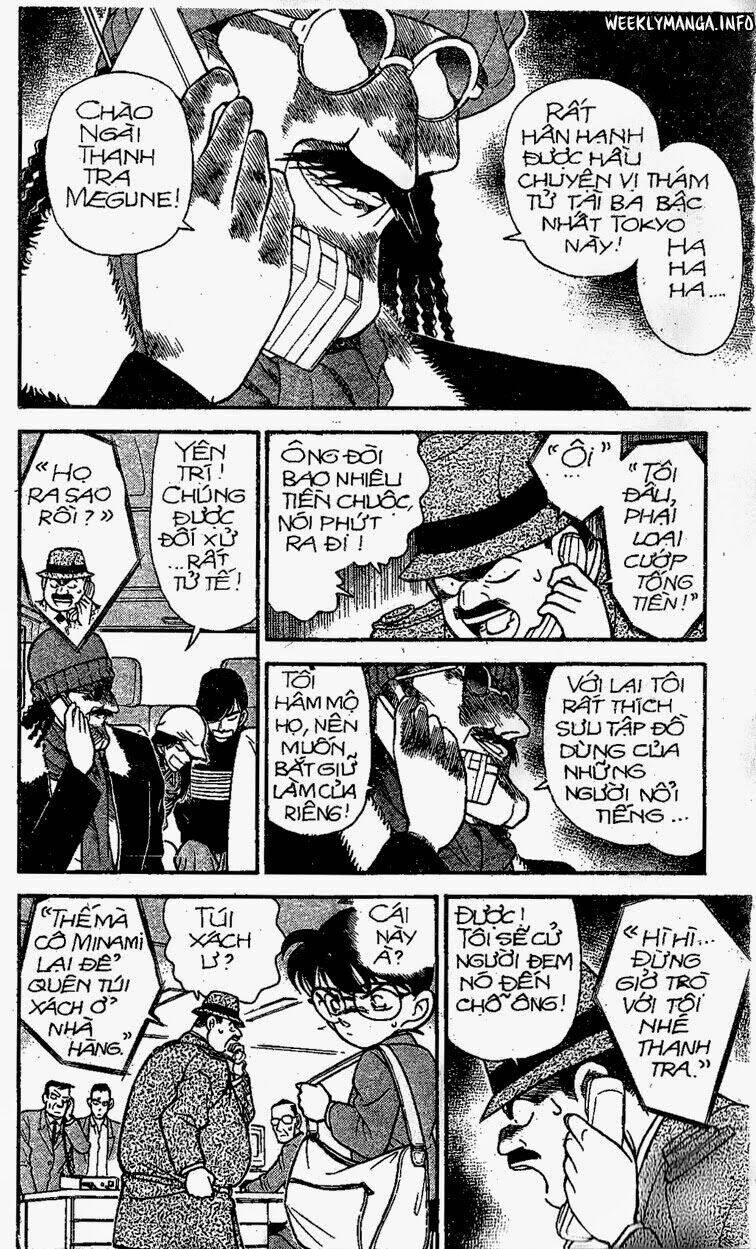 WEEKLYMANGA.INFO
CHÀO
NGÀI
THANH
TRA
MEGUNE!
RẤT
HÂN HẠNH
ĐƯỢC HẦU
CHUYỆN VỊ THÁM
TỬ TÀI BA BẬC
NHẤT TOKYO
NÀY!
HA
HA
HA....
"HỌ
RA SAO
RỒI?"
YÊN
TRÍ!
CHÚNG
ĐƯỢC
ĐỐI XỬ
...RẤT
TỬ TẾ!
ÔNG ĐÒI
BAO NHIÊU
TIỀN CHUỘC,
NÓI PHỨT
RA ĐI!
"ÔI"
...
"TÔI
ĐÂU,
PHẢI
LOẠI
CƯỚP
TỐNG
TIỀN!"
TÔI
HÂM MỘ
HỌ, NÊN
MUỐN
BẮT GIỮ
LÀM CỦA
RIÊNG!
VỚI LẠI TÔI
RẤT THÍCH
SƯU TẬP ĐỒ
DÙNG CỦA
NHỮNG
NGƯỜI NỔI
TIẾNG...
"THẾ MÀ
CÔ MINAMI
LẠI ĐỂ
QUÊN TÚI
XÁCH Ở
NHÀ
HÀNG."
TÚI
XÁCH
Ư?
CÁI
NÀY
À?
ĐƯỢC!
TÔI SẼ CỬ
NGƯỜI ĐEM
NÓ ĐẾN
CHỖ ÔNG!
"HÌ HÌ...
ĐỪNG
GIỞ TRÒ
VỚI TÔI
NHÉ
THANH
TRA."